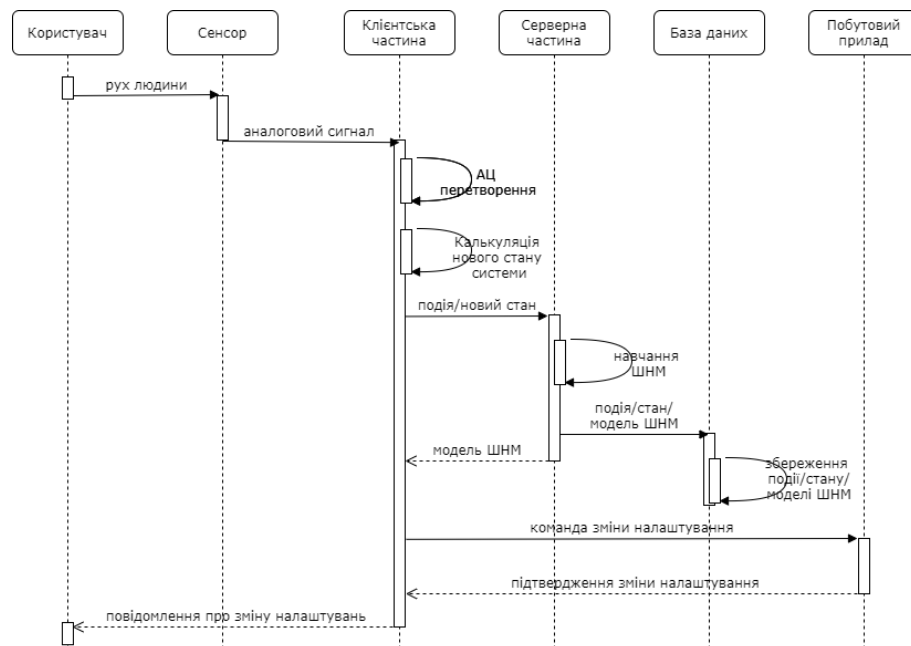 Користувач
Сенсор
Клієнтська
частина
Серверна
частина
База даних
Побутовий
прилад
рух людини
аналоговий сигнал
АЦ
перетворення
Калькуляція
нового стану
системи
подія/новий стан
навчання
ШНМ
подія/стан/
модель ШНМ
модель ШНМ
збереження
події/стану/
моделі ШНМ
команда зміни налаштування
підтвердження зміни налаштування
повідомлення про зміну налаштувань